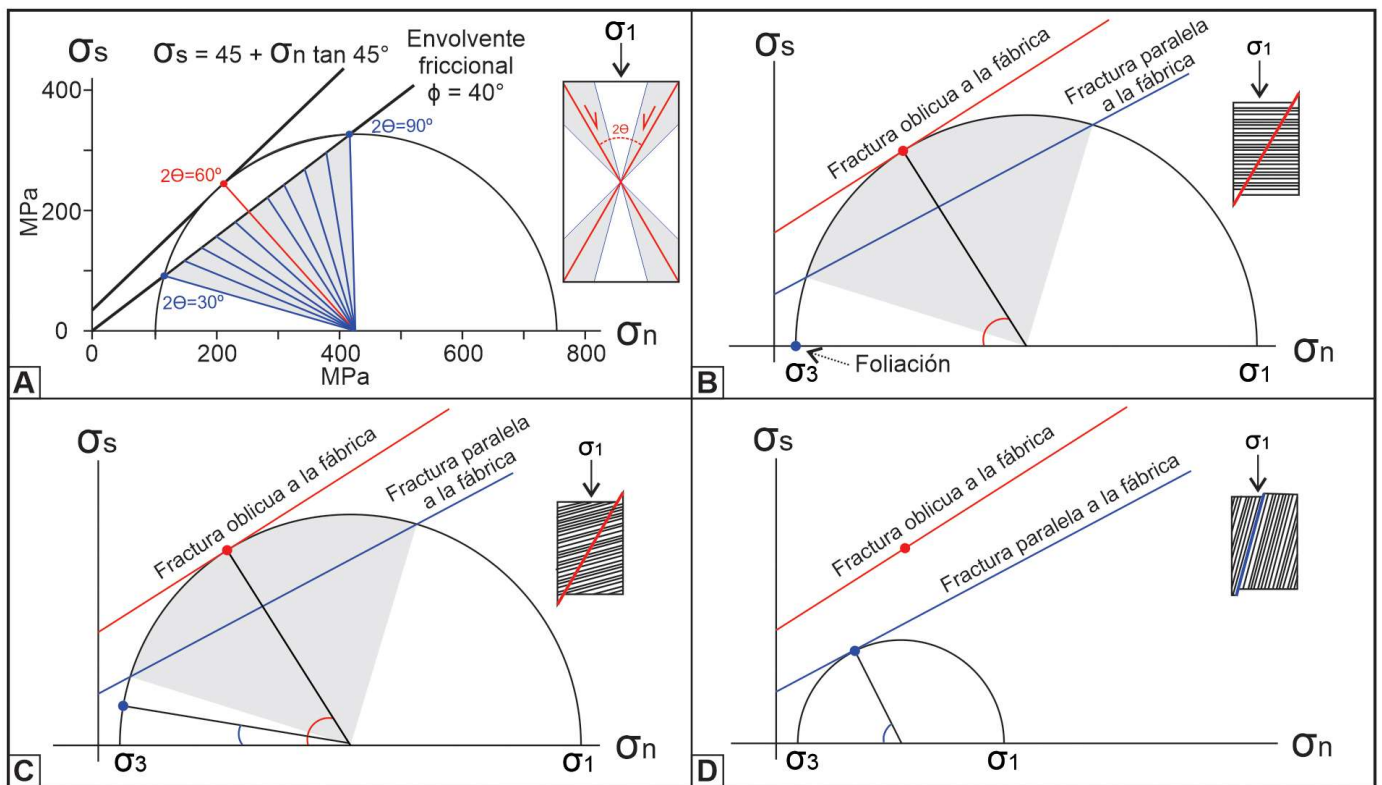 σs
σs = 45 + σn tan 45°
Envolvente
friccional
ϕ = 40°
σ1
400
2ϴ=90º
2ϴ
2ϴ=60º
200
MPa
2ϴ=30º
0
σn
0
200
400
600
800
MPa
A
σs
Fractura oblicua a la fábrica
Fractura paralela
a la fábrica
σ1
σ3
Foliación
σ1
σn
B
σs
Fractura oblicua a la fábrica
Fractura paralela
a la fábrica
σ1
σ3
σ1
σn
C
σs
Fractura oblicua a la fábrica
Fractura paralela a la fábrica
σ1
σ3
σ1
σn
D